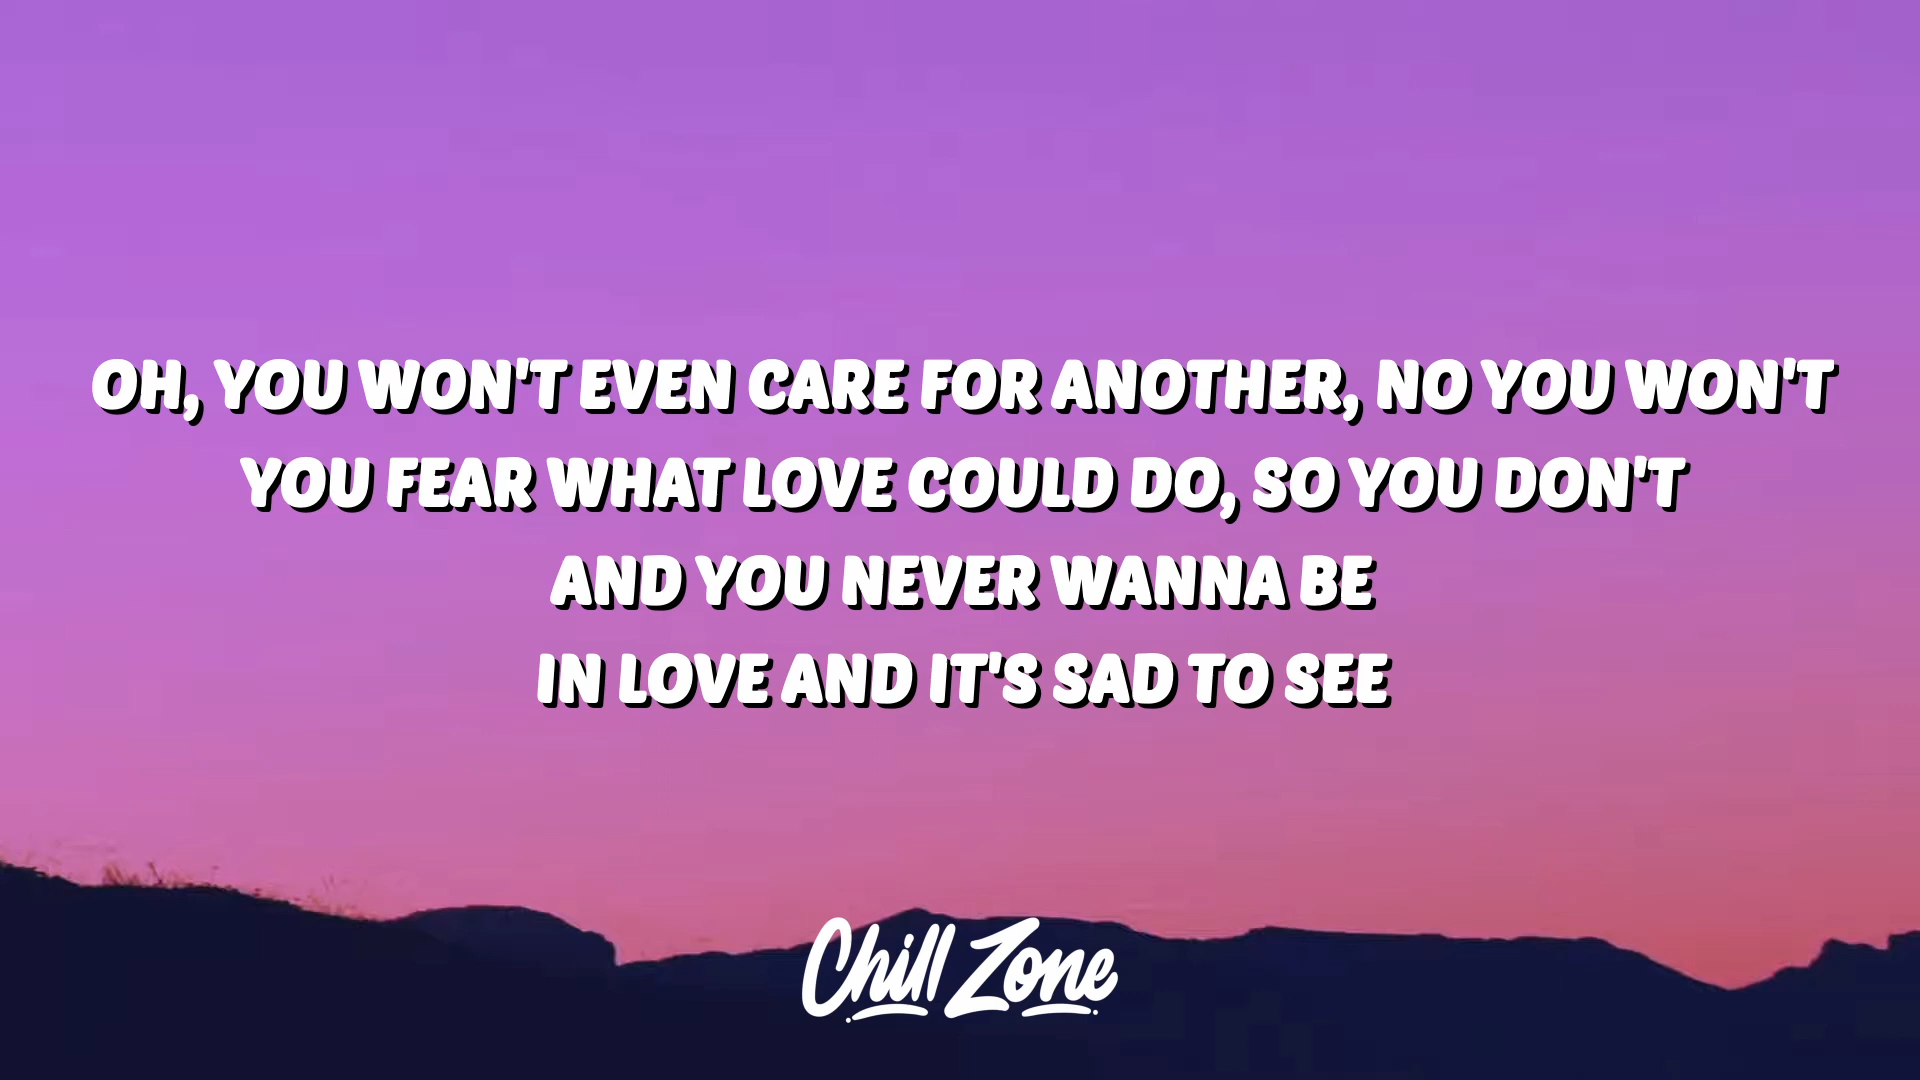 OH, YOU WON'T EVEN CARE FOR ANOTHER, NO YOU WON'T
YOU FEAR WHAT LOVE COULD DO, SO YOU DON'T
AND YOU NEVER WANNA BE
IN LOVE AND IT'S SAD TO SEE
Chill Zone